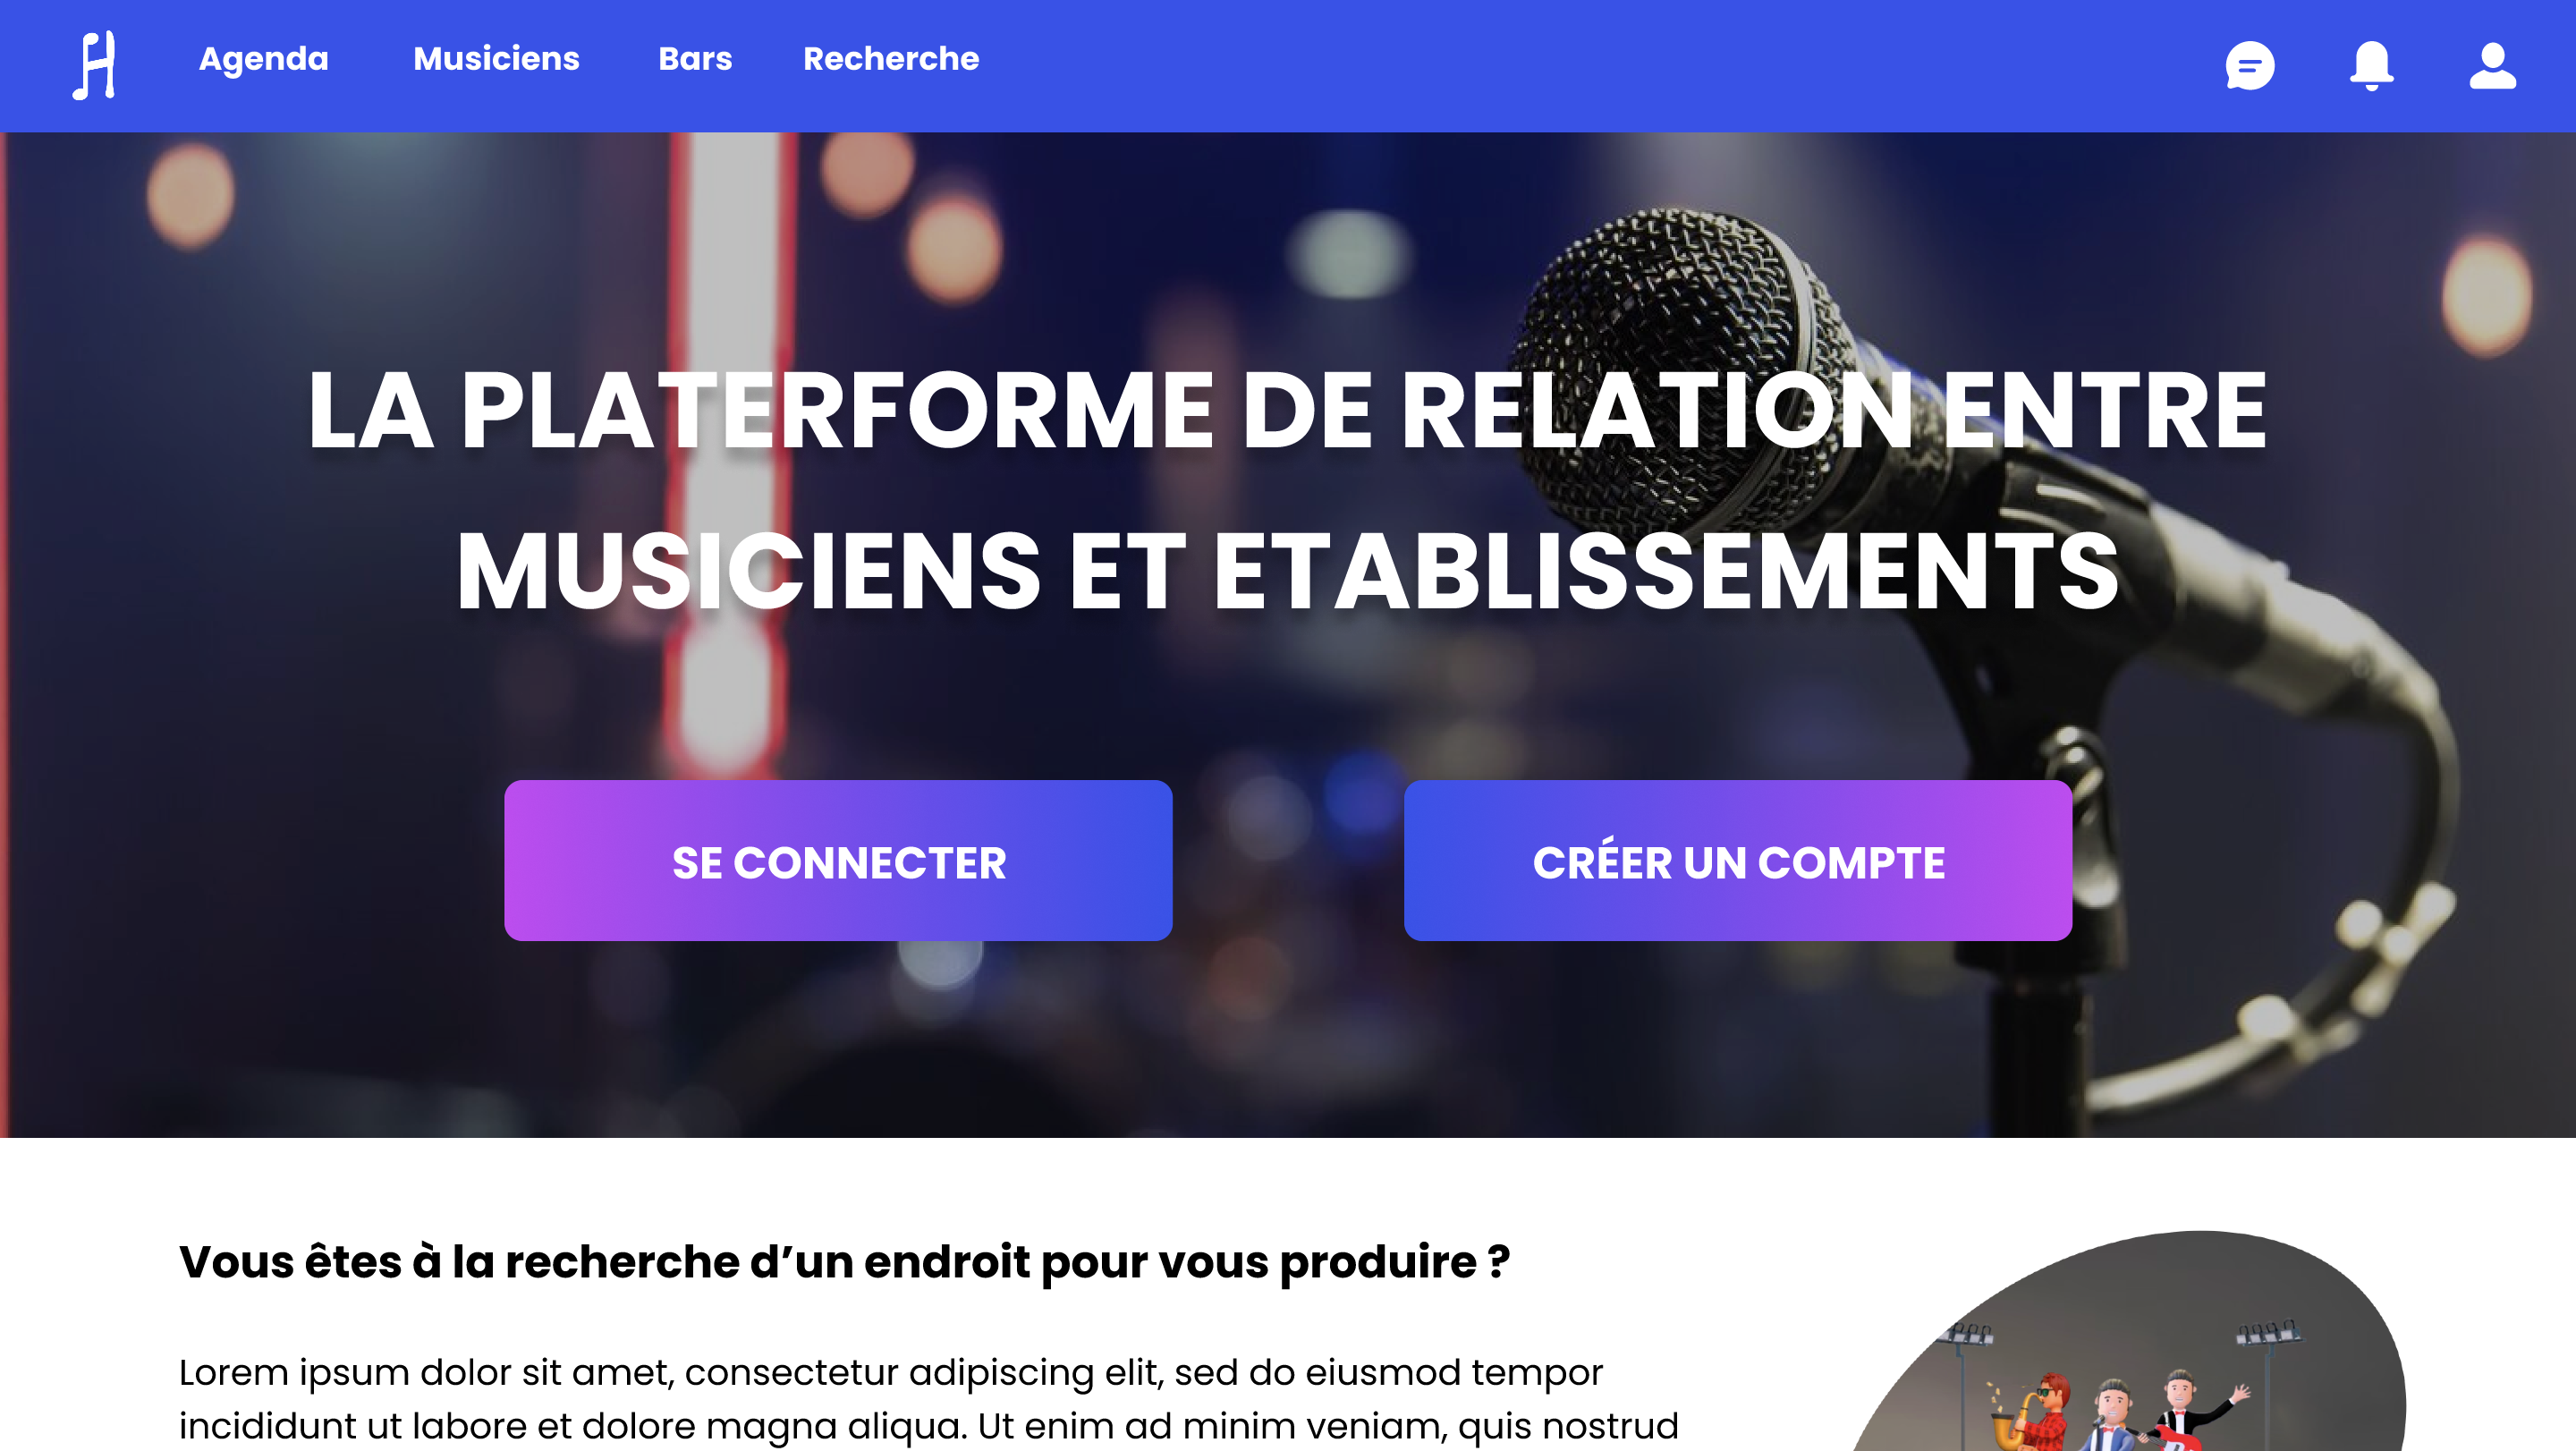 Agenda Musiciens Bars Recherche
LA PLATERFORME DE RELATION ENTRE
MUSICIENS ET ETABLISSEMENTS
SE CONNECTER
CRÉER UN COMPTE
Vous êtes à la recherche d’un endroit pour vous produire ?
Lorem ipsum dolor sit amet, consectetur adipiscing elit, sed do eiusmod tempor
incididunt ut labore et dolore magna aliqua. Ut enim ad minim veniam, quis nostrud